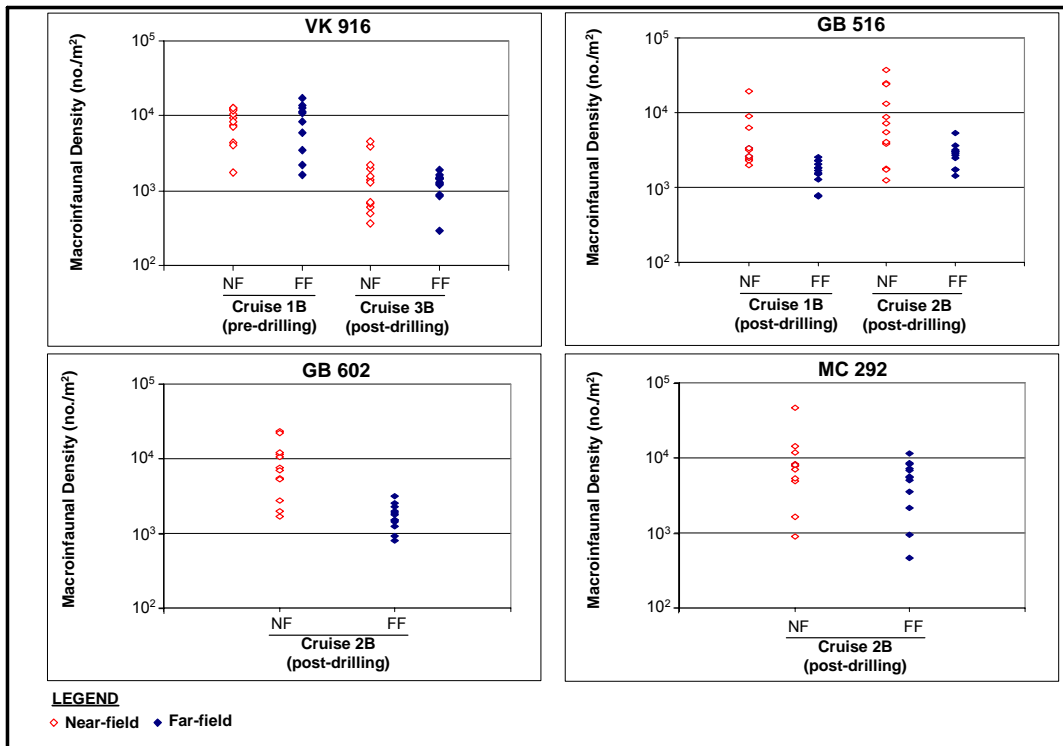 VK 916
Macroinfaunal Density (no./m²)
10⁵
10⁴
10³
10²
NF FF NF FF
Cruise 1B Cruise 3B
(pre-drilling) (post-drilling)
GB 516
Macroinfaunal Density (no./m²)
10⁵
10⁴
10³
10²
NF FF NF FF
Cruise 1B Cruise 2B
(post-drilling) (post-drilling)
GB 602
Macroinfaunal Density (no./m²)
10⁵
10⁴
10³
10²
NF FF
Cruise 2B
(post-drilling)
MC 292
Macroinfaunal Density (no./m²)
10⁵
10⁴
10³
10²
NF FF
Cruise 2B
(post-drilling)
LEGEND
Near-field Far-field